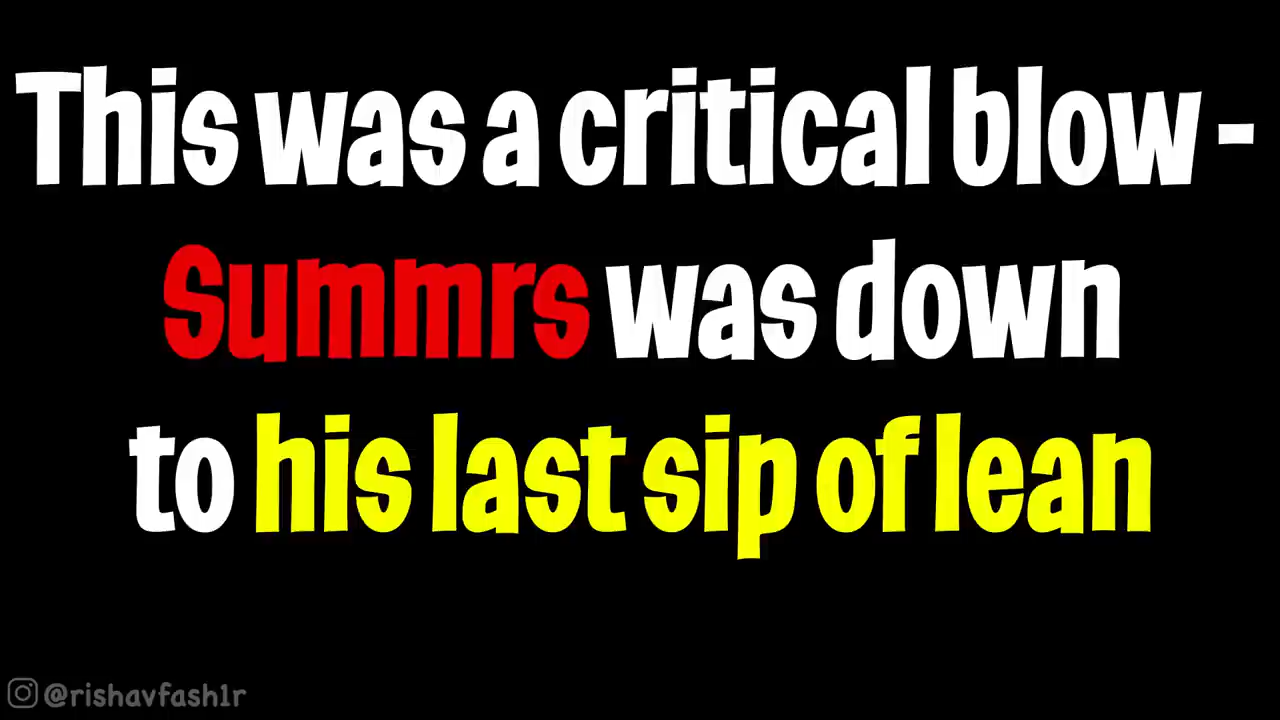 This was a critical blow -
Summrs was down
to his last sip of lean
@rishavfash1r